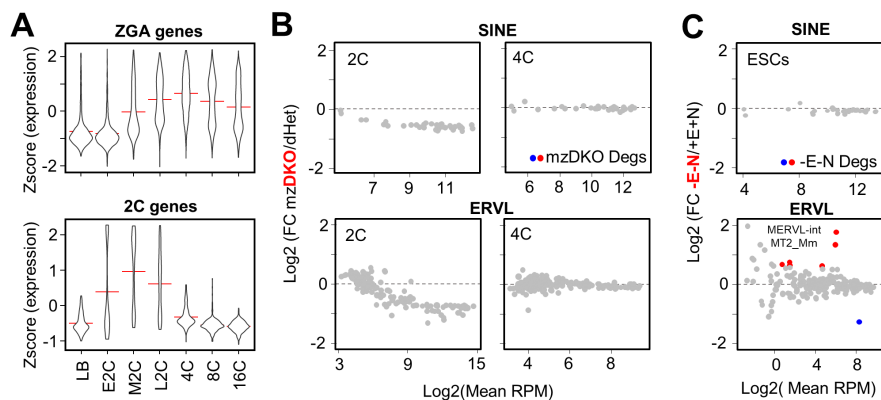 A
ZGA genes
Zscore (expression)
2
1
0
-2
2C genes
Zscore (expression)
2
1
0
-1
LB
E2C
M2C
L2C
4C
8C
16C
B
SINE
Log2 (FC mzDKO/dHet)
2C
2
0
-2
7
9
11
4C
mzDKO Degs
6
8
10
12
ERVL
2C
2
0
-2
3
9
15
4C
4
6
8
Log2(Mean RPM)
C
SINE
Log2 (FC -E-N/+E+N)
ESCs
2
0
-2
-E-N Degs
4
8
12
ERVL
MERVL-int
MT2_Mm
2
0
-2
0
4
8
Log2( Mean RPM)